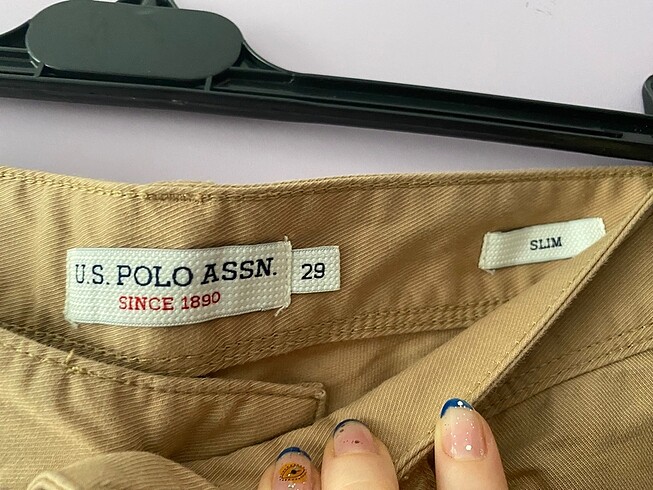 U.S. POLO ASSN.
SINCE 1890
29
SLIM